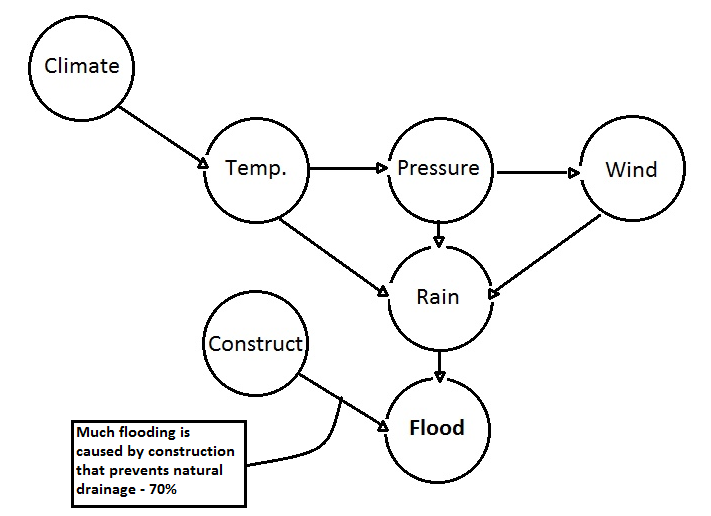 Climate
Temp.
Pressure
Wind
Rain
Construct
Flood
Much flooding is
caused by construction
that prevents natural
drainage - 70%